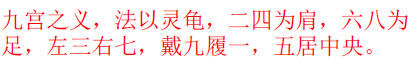 九宫之义，法以灵龟，二四为肩，六八为
足，左三右七，戴九履一，五居中央。